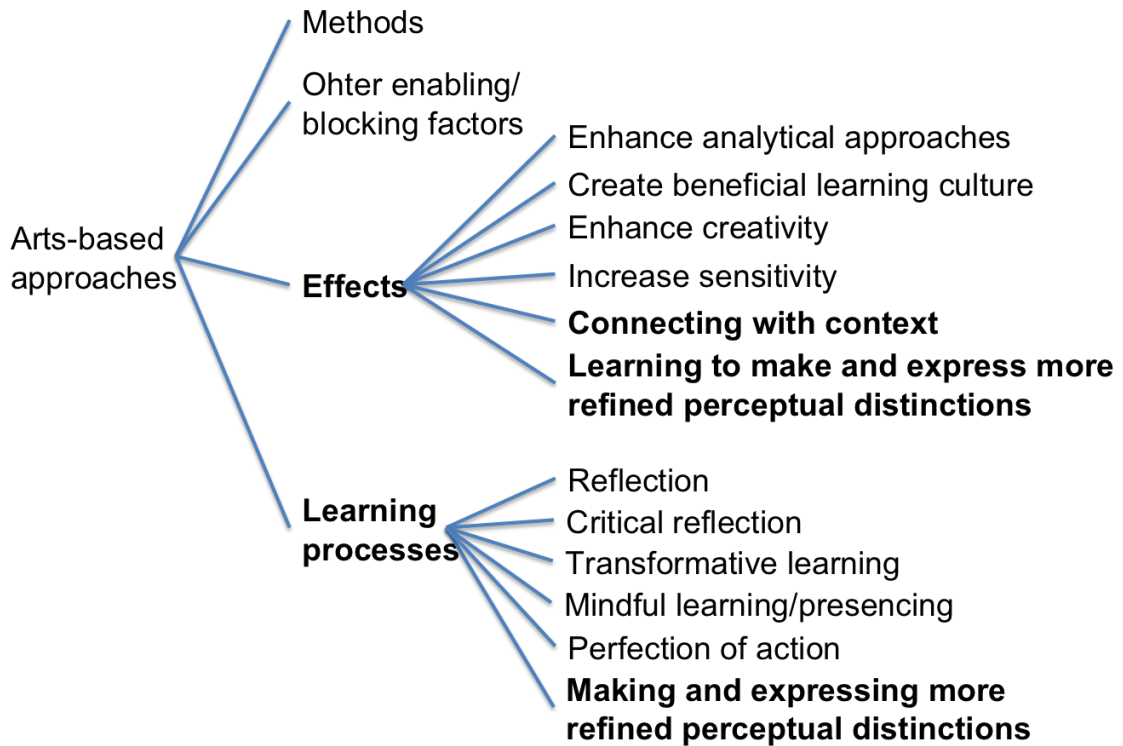 Methods
Ohter enabling/
blocking factors
Arts-based
approaches
Effects
Enhance analytical approaches
Create beneficial learning culture
Enhance creativity
Increase sensitivity
Connecting with context
Learning to make and express more
refined perceptual distinctions
Learning
processes
Reflection
Critical reflection
Transformative learning
Mindful learning/presencing
Perfection of action
Making and expressing more
refined perceptual distinctions